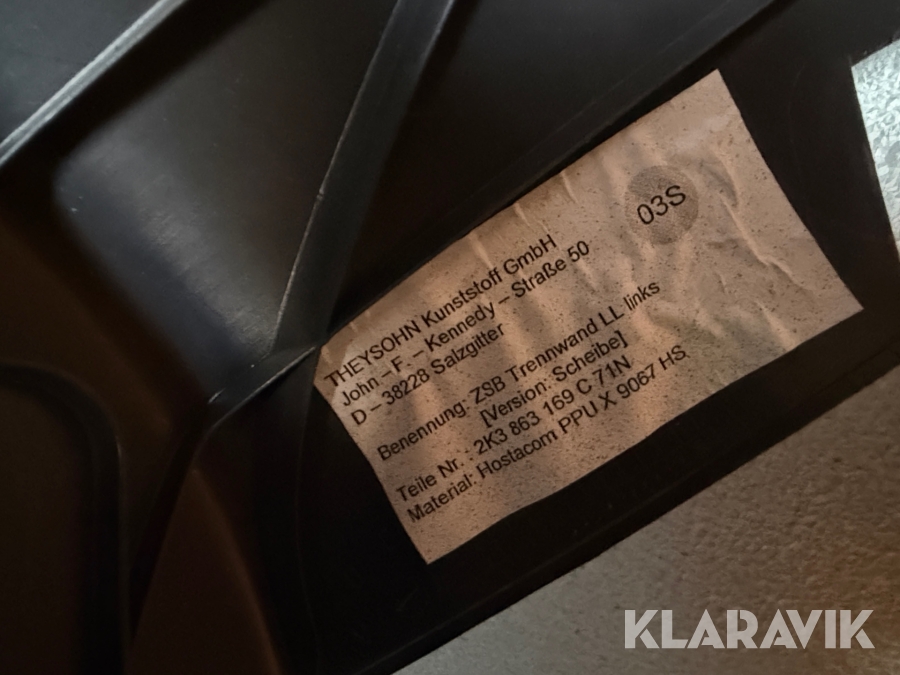 03S
THEYSOHN Kunststoff GmbH
John –F. – Kennedy – Straße 50
D – 38228 Salzgitter
Benennung: ZSB Trennwand LL links
[Version: Scheibe]
Teile Nr.: 2K3 863 169 C 71N
Material: Hostacom PPU X 9067 HS
KLARAVIK